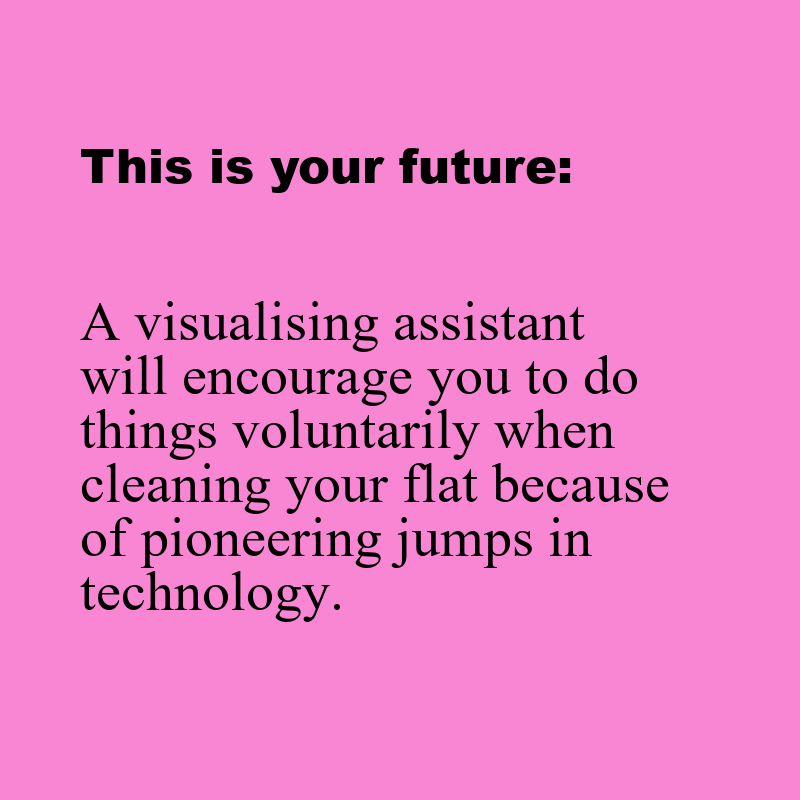 This is your future:
A visualising assistant
will encourage you to do
things voluntarily when
cleaning your flat because
of pioneering jumps in
technology.